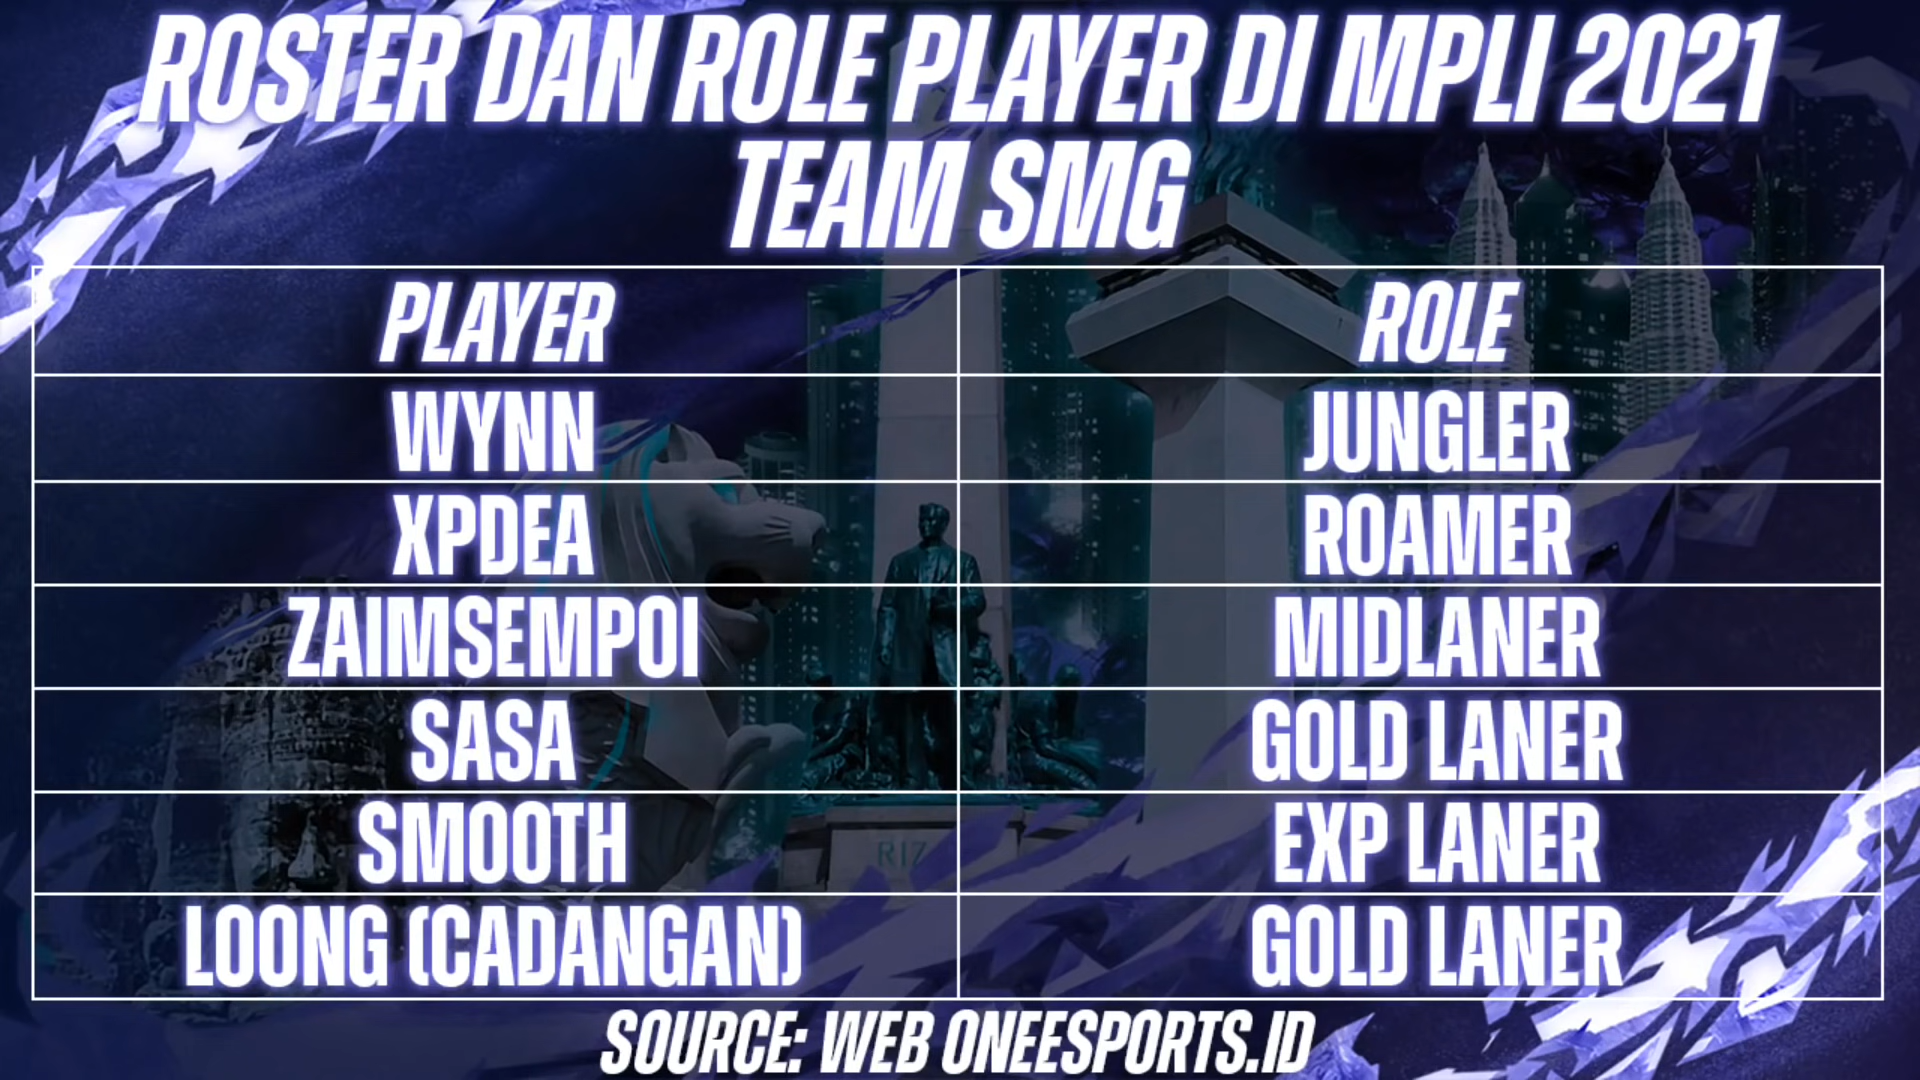 ROSTER DAN ROLE PLAYER DI MPLI 2021
TEAM SMG
PLAYER ROLE
WYNN JUNGLER
XPDEA ROAMER
ZAIMSEMPOI MIDLANER
SASA GOLD LANER
SMOOTH EXP LANER
RIZ
LOONG (CADANGAN) GOLD LANER
SOURCE: WEB ONEESPORTS.ID